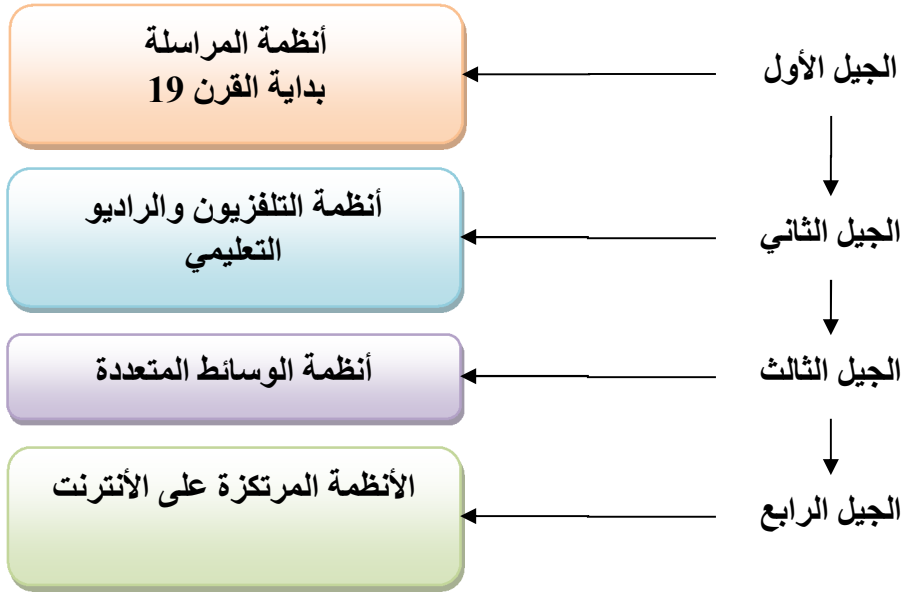 الجيل الأول
أنظمة المراسلة
بداية القرن 19
الجيل الثاني
أنظمة التلفزيون والراديو
التعليمي
الجيل الثالث
أنظمة الوسائط المتعددة
الجيل الرابع
الأنظمة المرتكزة على الأنترنت